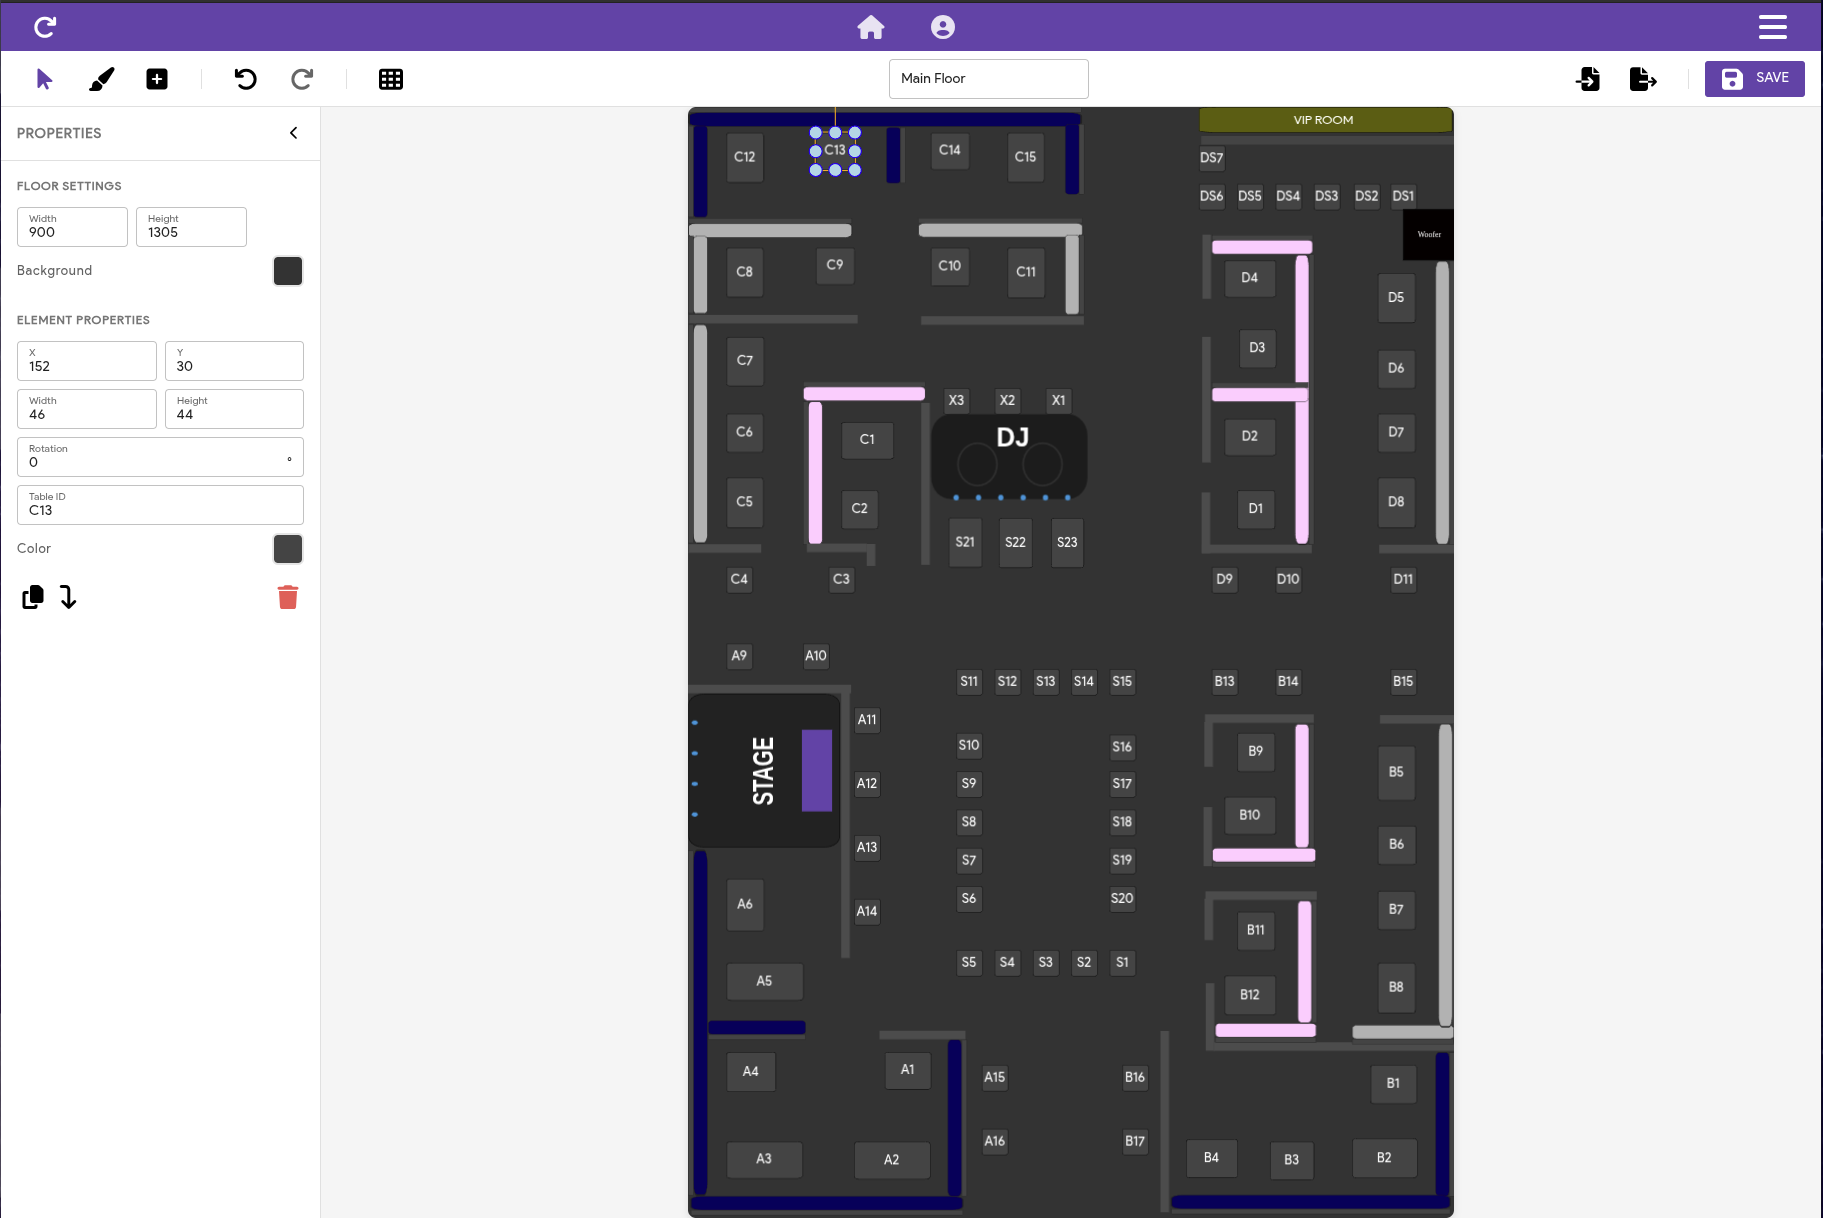 Main Floor
SAVE
PROPERTIES
FLOOR SETTINGS
Width
900
Height
1305
Background
ELEMENT PROPERTIES
X
152
Y
30
Width
46
Height
44
Rotation
0
°
Table ID
C13
Color
VIP ROOM
C12
C13
C14
C15
DS7
DS6 DS5 DS4 DS3 DS2 DS1
Woofer
C8
C9
C10
C11
D4
D5
C7
D3
D6
X3 X2 X1
C6
C1
DJ
D2
D7
C5
C2
D1
D8
S21 S22 S23
C4
C3
D9
D10
D11
A9
A10
S11 S12 S13 S14 S15
B13
B14
B15
A11
S10
S16
B9
STAGE
B5
A12
S9
S17
S8
S18
B10
A13
S7
S19
B6
A6
A14
S6
S20
B7
B11
A5
S5 S4 S3 S2 S1
B12
B8
A4
A1
A15
B16
B1
A3
A2
A16
B17
B4
B3
B2